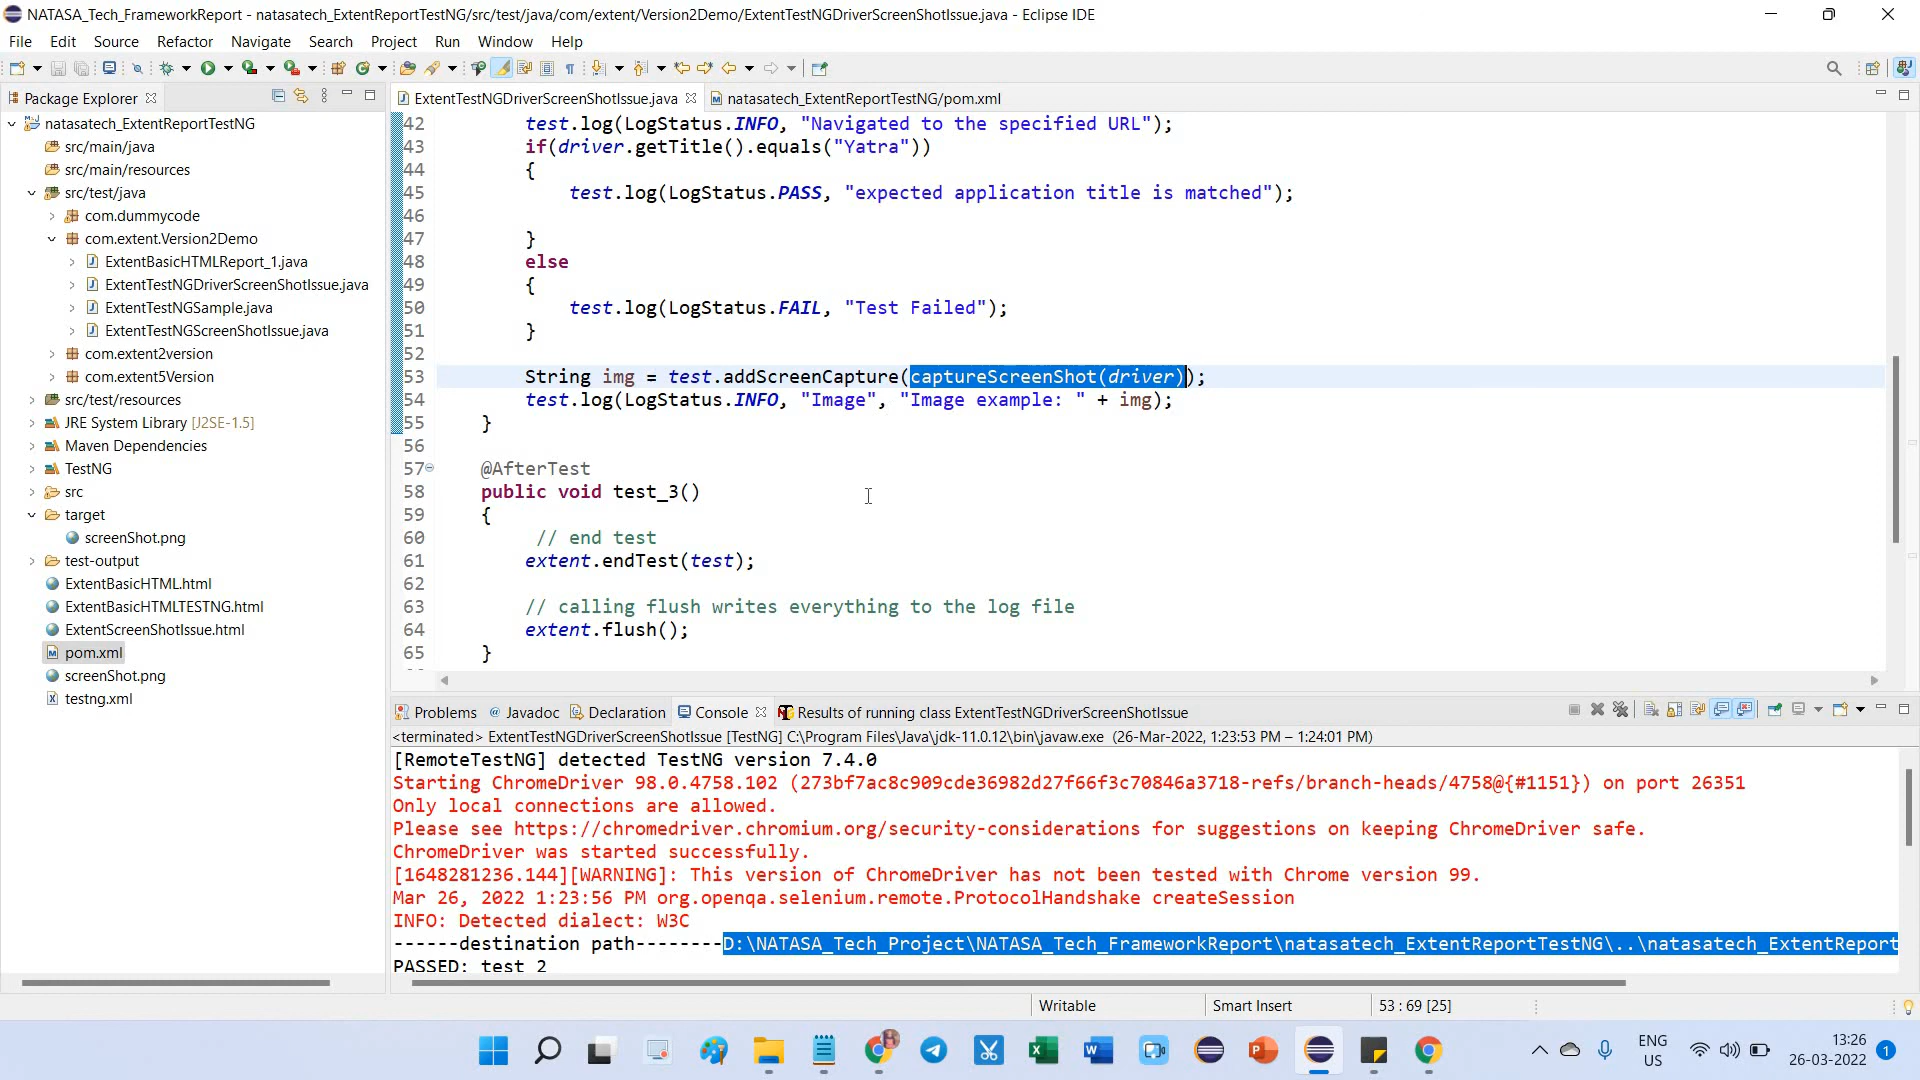 NATASA_Tech_FrameworkReport - natasatech_ExtentReportTestNG/src/test/java/com/extent/Version2Demo/ExtentTestNGDriverScreenShotIssue.java - Eclipse IDE
File Edit Source Refactor Navigate Search Project Run Window Help
Package Explorer
ExtentTestNGDriverScreenShotIssue.java
natasatech_ExtentReportTestNG/pom.xml
natasatech_ExtentReportTestNG
src/main/java
src/main/resources
src/test/java
com.dummycode
com.extent.Version2Demo
ExtentBasicHTMLReport_1.java
ExtentTestNGDriverScreenShotIssue.java
ExtentTestNGSample.java
ExtentTestNGScreenShotIssue.java
com.extent2version
com.extent5Version
src/test/resources
JRE System Library [J2SE-1.5]
Maven Dependencies
TestNG
src
target
screenShot.png
test-output
ExtentBasicHTML.html
ExtentBasicHTMLTESTNG.html
ExtentScreenShotIssue.html
pom.xml
screenShot.png
testng.xml
42 test.log(LogStatus.INFO, "Navigated to the specified URL");
43 if(driver.getTitle().equals("Yatra"))
44 {
45 test.log(LogStatus.PASS, "expected application title is matched");
46
47 }
48 else
49 {
50 test.log(LogStatus.FAIL, "Test Failed");
51 }
52
53 String img = test.addScreenCapture(captureScreenShot(driver));
54 test.log(LogStatus.INFO, "Image", "Image example: " + img);
55 }
56
57 @AfterTest
58 public void test_3()
59 {
60 // end test
61 extent.endTest(test);
62
63 // calling flush writes everything to the log file
64 extent.flush();
65 }
Problems Javadoc Declaration Console Results of running class ExtentTestNGDriverScreenShotIssue
<terminated> ExtentTestNGDriverScreenShotIssue [TestNG] C:\Program Files\Java\jdk-11.0.12\bin\javaw.exe (26-Mar-2022, 1:23:53 PM – 1:24:01 PM)
[RemoteTestNG] detected TestNG version 7.4.0
Starting ChromeDriver 98.0.4758.102 (273bf7ac8c909cde36982d27f66f3c70846a3718-refs/branch-heads/4758@{#1151}) on port 26351
Only local connections are allowed.
Please see https://chromedriver.chromium.org/security-considerations for suggestions on keeping ChromeDriver safe.
ChromeDriver was started successfully.
[1648281236.144][WARNING]: This version of ChromeDriver has not been tested with Chrome version 99.
Mar 26, 2022 1:23:56 PM org.openqa.selenium.remote.ProtocolHandshake createSession
INFO: Detected dialect: W3C
------destination path--------D:\NATASA_Tech_Project\NATASA_Tech_FrameworkReport\natasatech_ExtentReportTestNG\..\natasatech_ExtentReport
PASSED: test_2
Writable Smart Insert 53 : 69 [25]
ENG
US
13:26
26-03-2022
1